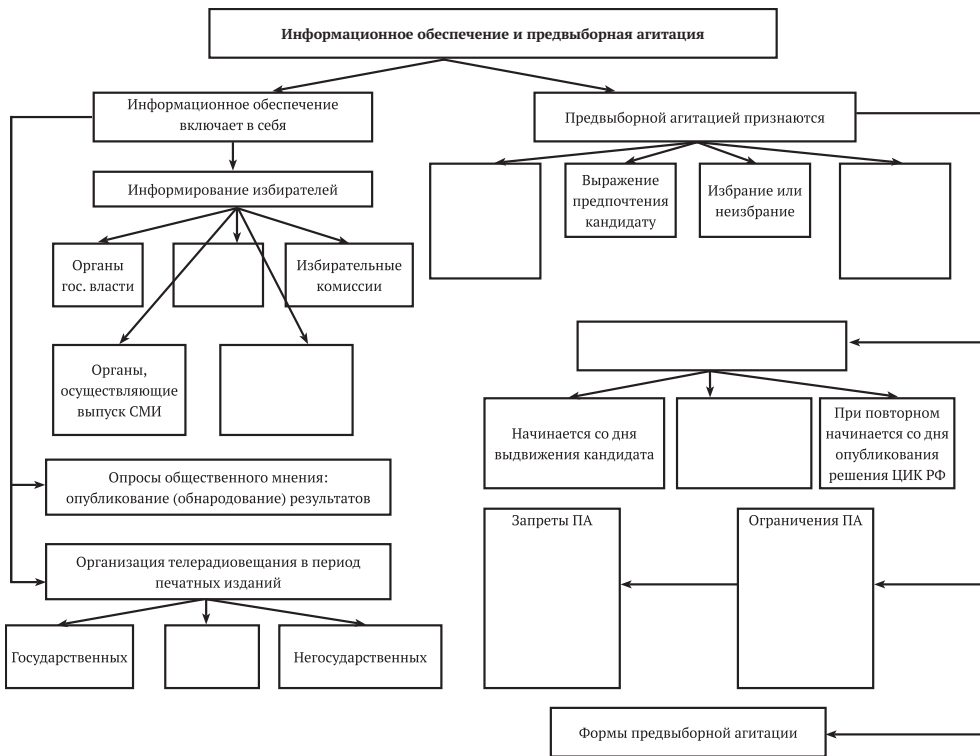 Информационное обеспечение и предвыборная агитация
Информационное обеспечение
включает в себя
Предвыборной агитацией признаются
Информирование избирателей
Выражение
предпочтения
кандидату
Избрание или
неизбрание
Органы
гос. власти
Избирательные
комиссии
Органы,
осуществляющие
выпуск СМИ
Начинается со дня
выдвижения кандидата
При повторном
начинается со дня
опубликования
решения ЦИК РФ
Опросы общественного мнения:
опубликование (обнародование) результатов
Запреты ПА
Ограничения ПА
Организация телерадиовещания в период
печатных изданий
Государственных
Негосударственных
Формы предвыборной агитации